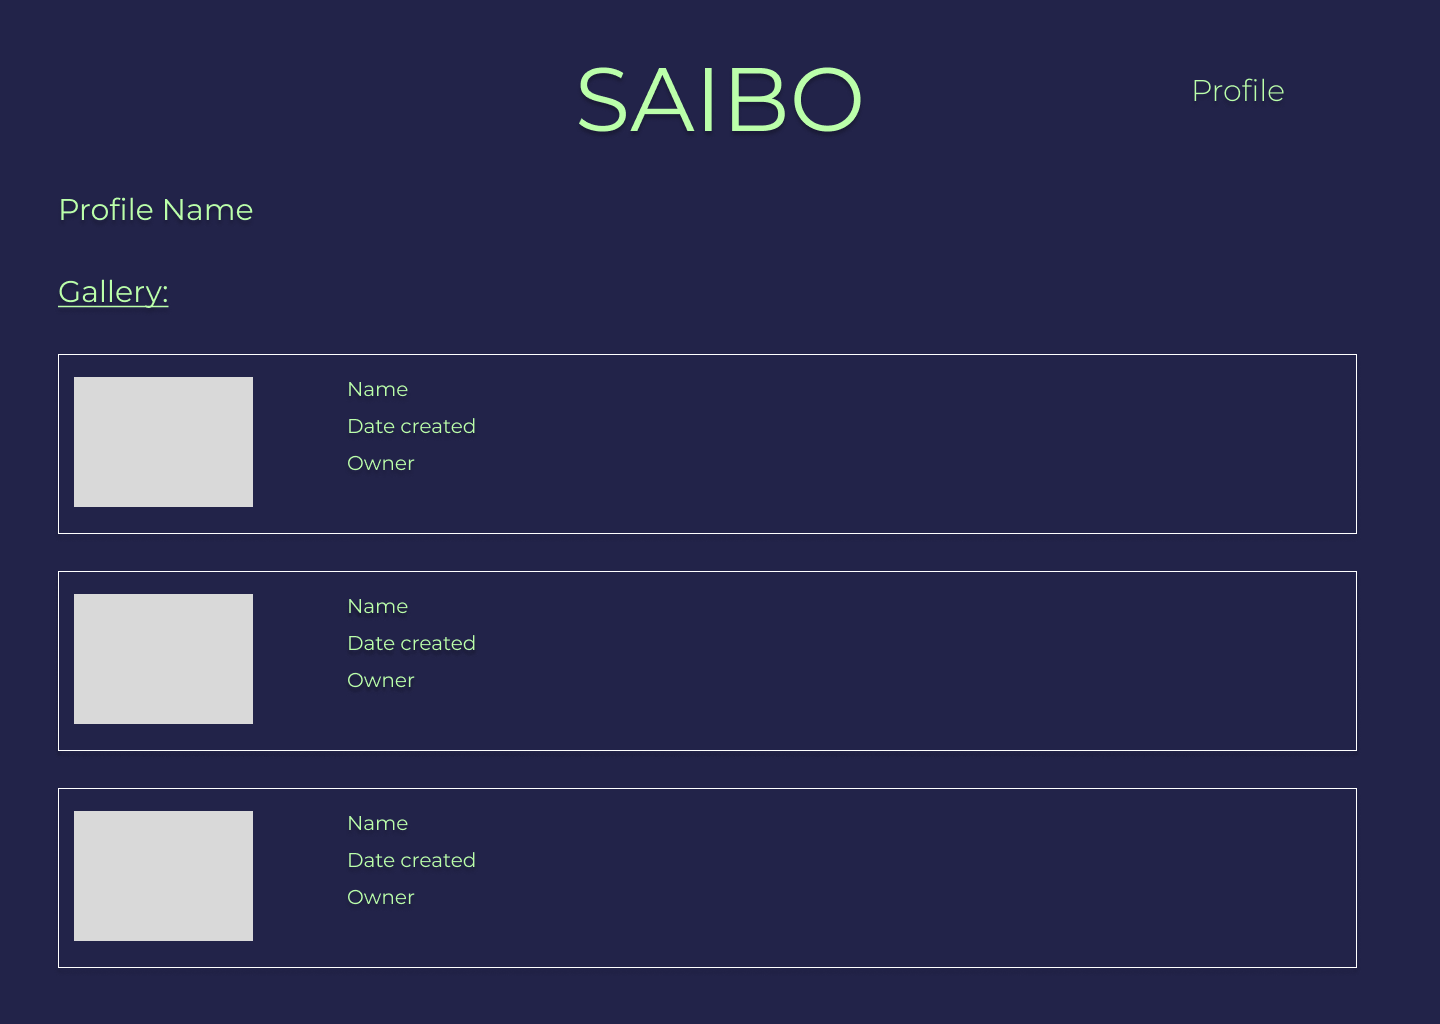 SAIBO
Profile
Profile Name
Gallery:
Name
Date created
Owner
Name
Date created
Owner
Name
Date created
Owner